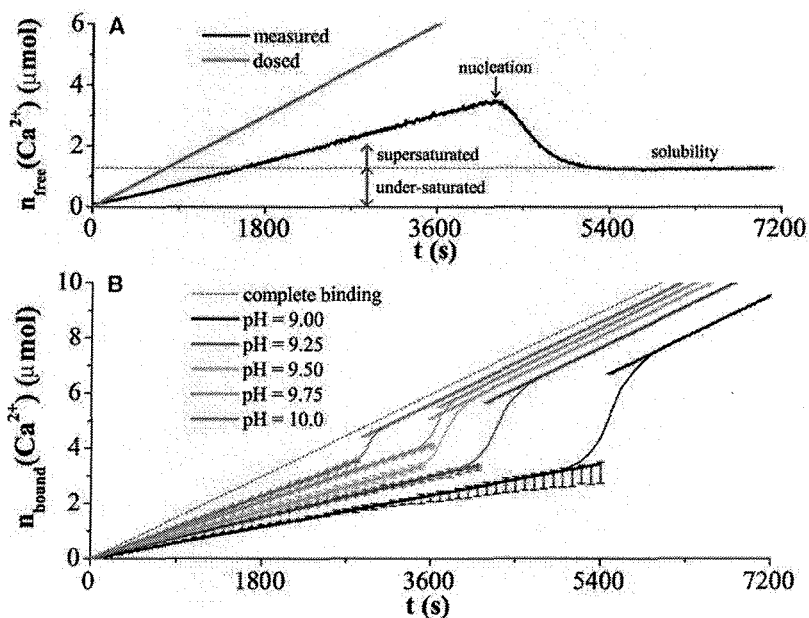 A
n_free(Ca²⁺) (μmol)
6
4
2
0
measured
dosed
nucleation
supersaturated
under-saturated
solubility
0 1800 3600 5400 7200
t (s)
B
n_bound(Ca²⁺) (μmol)
10
8
6
4
2
0
complete binding
pH = 9.00
pH = 9.25
pH = 9.50
pH = 9.75
pH = 10.0
0 1800 3600 5400 7200
t (s)